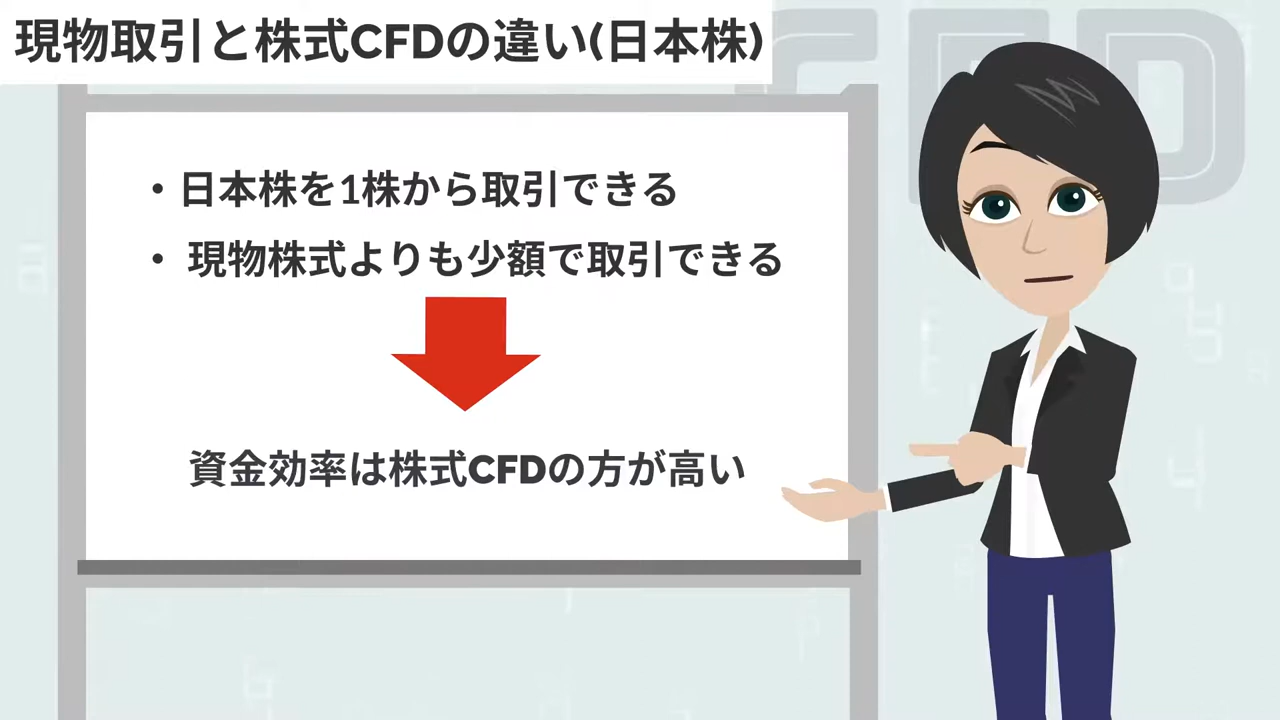 現物取引と株式CFDの違い(日本株)
CFD
・日本株を1株から取引できる
・ 現物株式よりも少額で取引できる
資金効率は株式CFDの方が高い